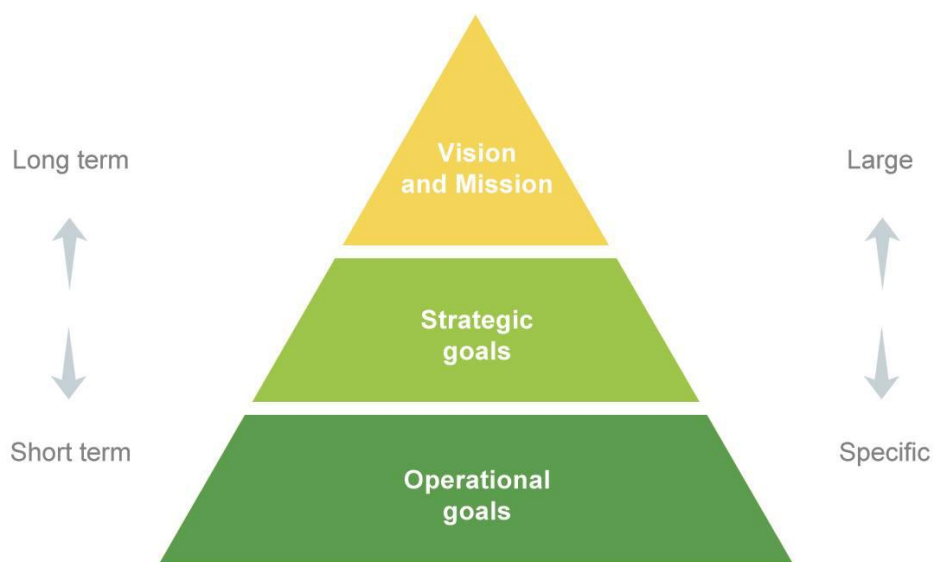 Vision
and Mission
Long term
Large
Strategic
goals
Short term
Specific
Operational
goals